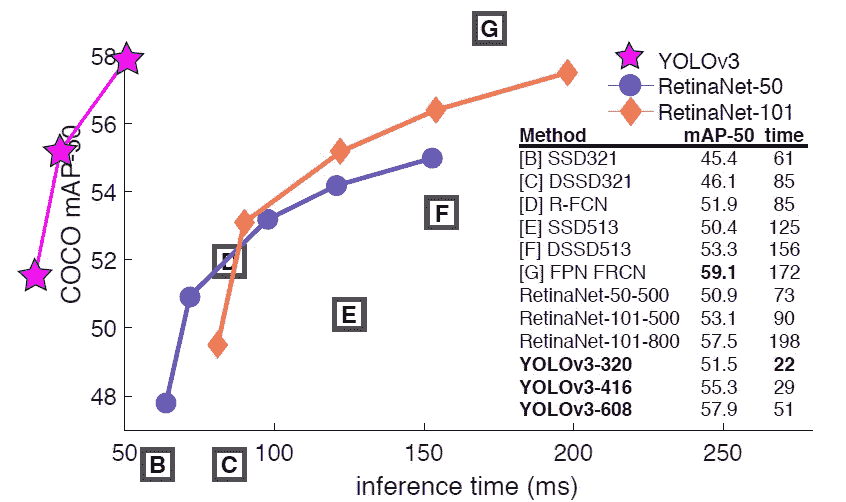 G
58
YOLOv3
RetinaNet-50
RetinaNet-101
56
Method mAP-50 time
[B] SSD321 45.4 61
[C] DSSD321 46.1 85
[D] R-FCN 51.9 85
[E] SSD513 50.4 125
[F] DSSD513 53.3 156
[G] FPN FRCN 59.1 172
RetinaNet-50-500 50.9 73
RetinaNet-101-500 53.1 90
RetinaNet-101-800 57.5 198
YOLOv3-320 51.5 22
YOLOv3-416 55.3 29
YOLOv3-608 57.9 51
COCO mAP-50
54
F
D
52
E
50
48
50
100
150
200
250
B
C
inference time (ms)